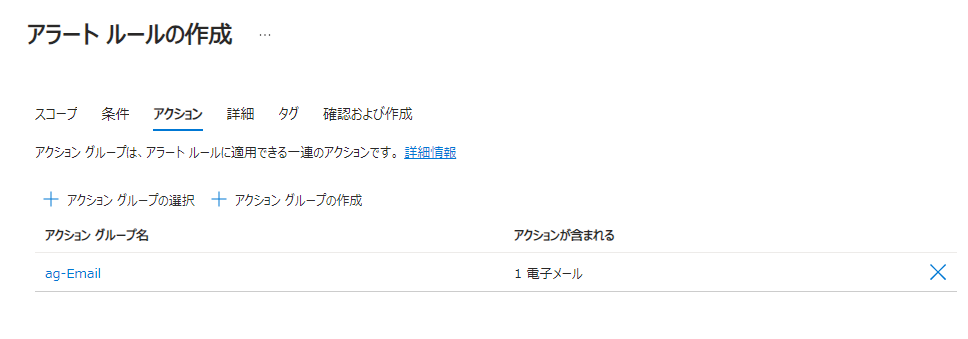 アラート ルールの作成 …
スコープ 条件 アクション 詳細 タグ 確認および作成
アクション グループは、アラート ルールに適用できる一連のアクションです。 詳細情報
＋ アクション グループの選択 ＋ アクション グループの作成
アクション グループ名 アクションが含まれる
ag-Email 1 電子メール